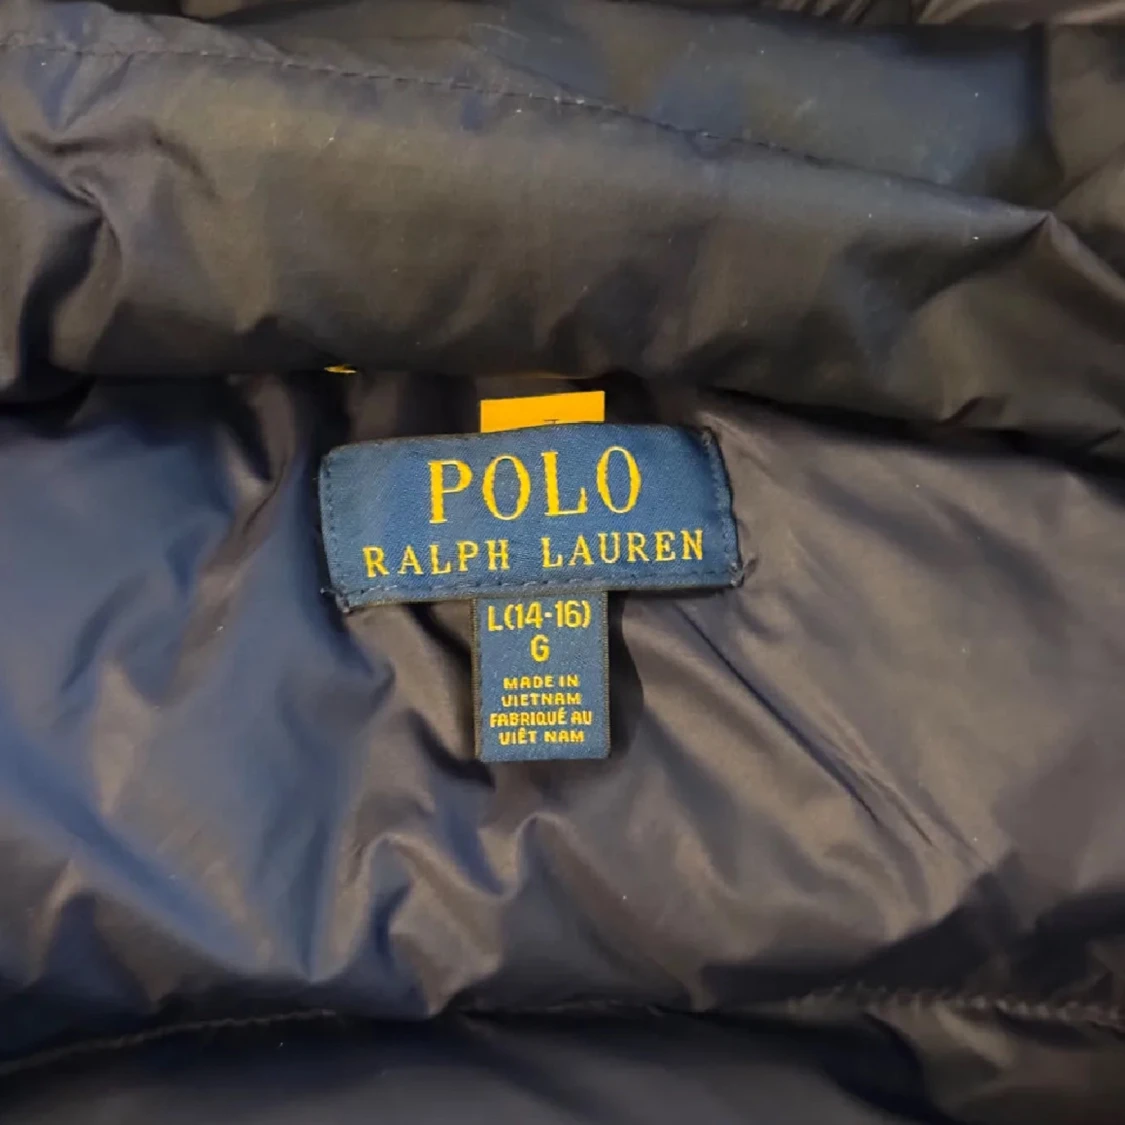 POLO
RALPH LAUREN
L(14-16)
G
MADE IN
VIETNAM
FABRIQUÉ AU
VIÊT NAM